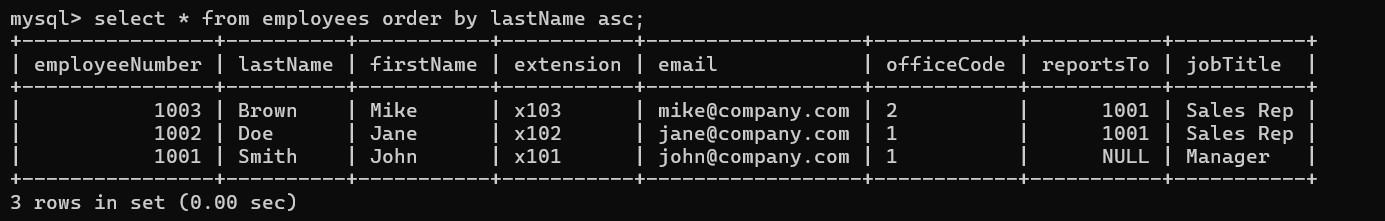 mysql> select * from employees order by lastName asc;
+----------------+----------+-----------+-----------+------------------+------------+-----------+-----------+
| employeeNumber | lastName | firstName | extension | email            | officeCode | reportsTo | jobTitle  |
+----------------+----------+-----------+-----------+------------------+------------+-----------+-----------+
|           1003 | Brown    | Mike      | x103      | mike@company.com | 2          |      1001 | Sales Rep |
|           1002 | Doe      | Jane      | x102      | jane@company.com | 1          |      1001 | Sales Rep |
|           1001 | Smith    | John      | x101      | john@company.com | 1          |      NULL | Manager   |
+----------------+----------+-----------+-----------+------------------+------------+-----------+-----------+
3 rows in set (0.00 sec)